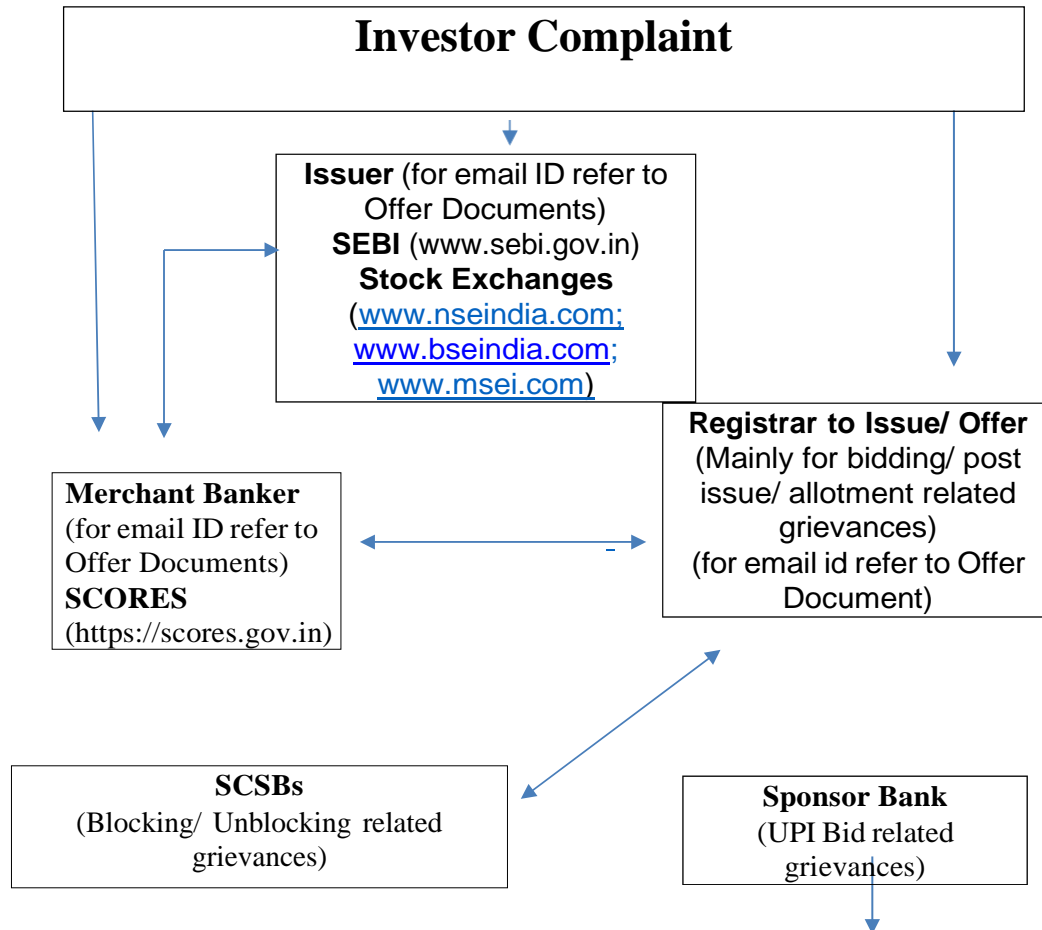 Investor Complaint
Issuer (for email ID refer to
Offer Documents)
SEBI (www.sebi.gov.in)
Stock Exchanges
(www.nseindia.com;
www.bseindia.com;
www.msei.com)
Registrar to Issue/ Offer
(Mainly for bidding/ post
issue/ allotment related
grievances)
(for email id refer to Offer
Document)
Merchant Banker
(for email ID refer to
Offer Documents)
SCORES
(https://scores.gov.in)
SCSBs
(Blocking/ Unblocking related
grievances)
Sponsor Bank
(UPI Bid related
grievances)